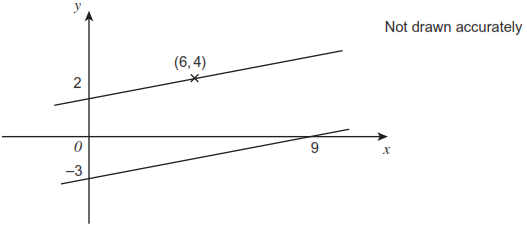 y
Not drawn accurately
(6, 4)
2
0
9
x
–3